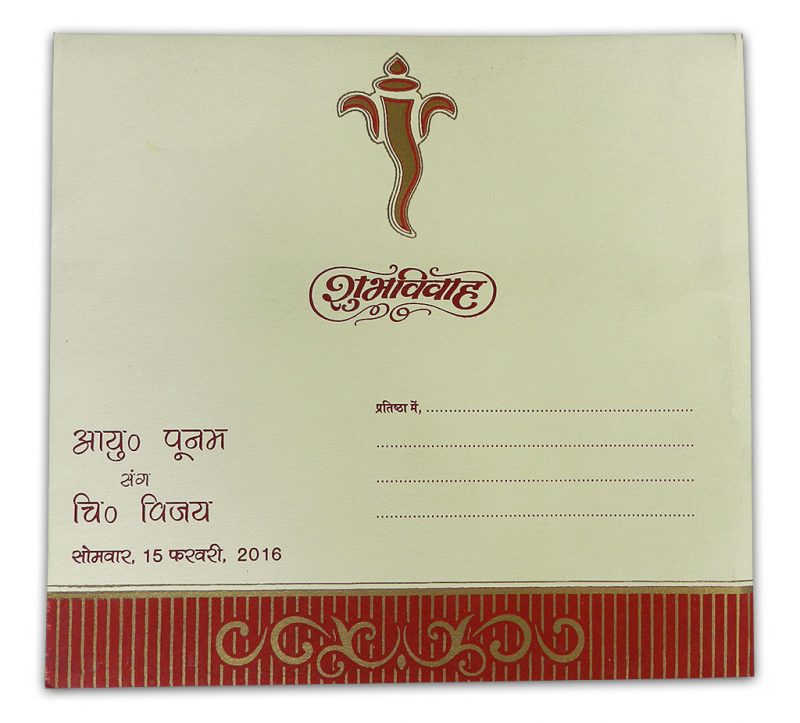 शुभविवाह
प्रतिष्ठा में, ........................................................................
........................................................................
........................................................................
........................................................................
आयु० पूनम
संग
चि० विजय
सोमवार, 15 फरवरी, 2016